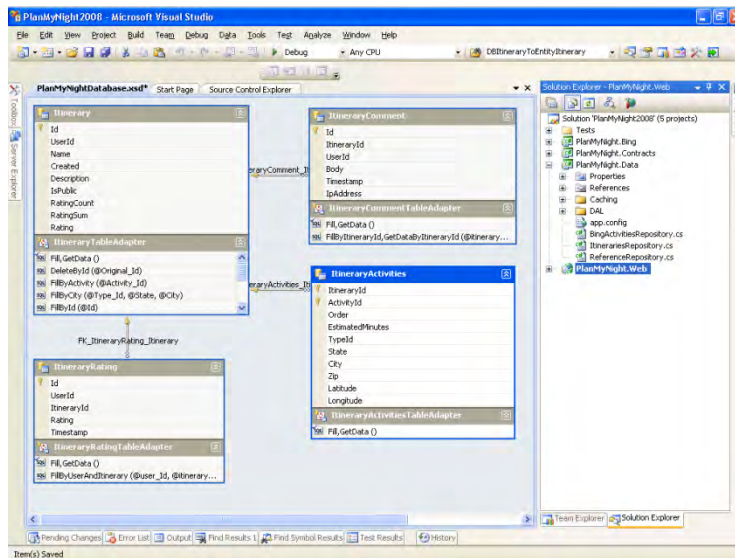 PlanMyNight2008 - Microsoft Visual Studio
File Edit View Project Build Team Debug Data Tools Test Analyze Window Help
Debug Any CPU DBItineraryToEntityItinerary
PlanMyNightDatabase.xsd* Start Page Source Control Explorer
Toolbox
Server Explorer
Itinerary
Id
UserId
Name
Created
Description
IsPublic
RatingCount
RatingSum
Rating
ItineraryTableAdapter
Fill,GetData ()
DeleteById (@Original_Id)
FillByActivity (@Activity_Id)
FillByCity (@Type_Id, @State, @City)
FillById (@Id)
eraryComment_It
ItineraryComment
Id
ItineraryId
UserId
Body
Timestamp
IpAddress
ItineraryCommentTableAdapter
Fill,GetData ()
FillByItineraryId,GetDataByItineraryId (@itinerary...
eraryActivities_It
ItineraryActivities
ItineraryId
ActivityId
Order
EstimatedMinutes
TypeId
State
City
Zip
Latitude
Longitude
ItineraryActivitiesTableAdapter
Fill,GetData ()
FK_ItineraryRating_Itinerary
ItineraryRating
Id
UserId
ItineraryId
Rating
Timestamp
ItineraryRatingTableAdapter
Fill,GetData ()
FillByUserAndItinerary (@user_Id, @itinerary...
Solution Explorer - PlanMyNight.Web
Solution 'PlanMyNight2008' (5 projects)
Tests
PlanMyNight.Bing
PlanMyNight.Contracts
PlanMyNight.Data
Properties
References
Caching
DAL
app.config
BingActivitiesRepository.cs
ItinerariesRepository.cs
ReferenceRepository.cs
PlanMyNight.Web
Team Explorer Solution Explorer
Pending Changes Error List Output Find Results 1 Find Symbol Results Test Results History
Item(s) Saved